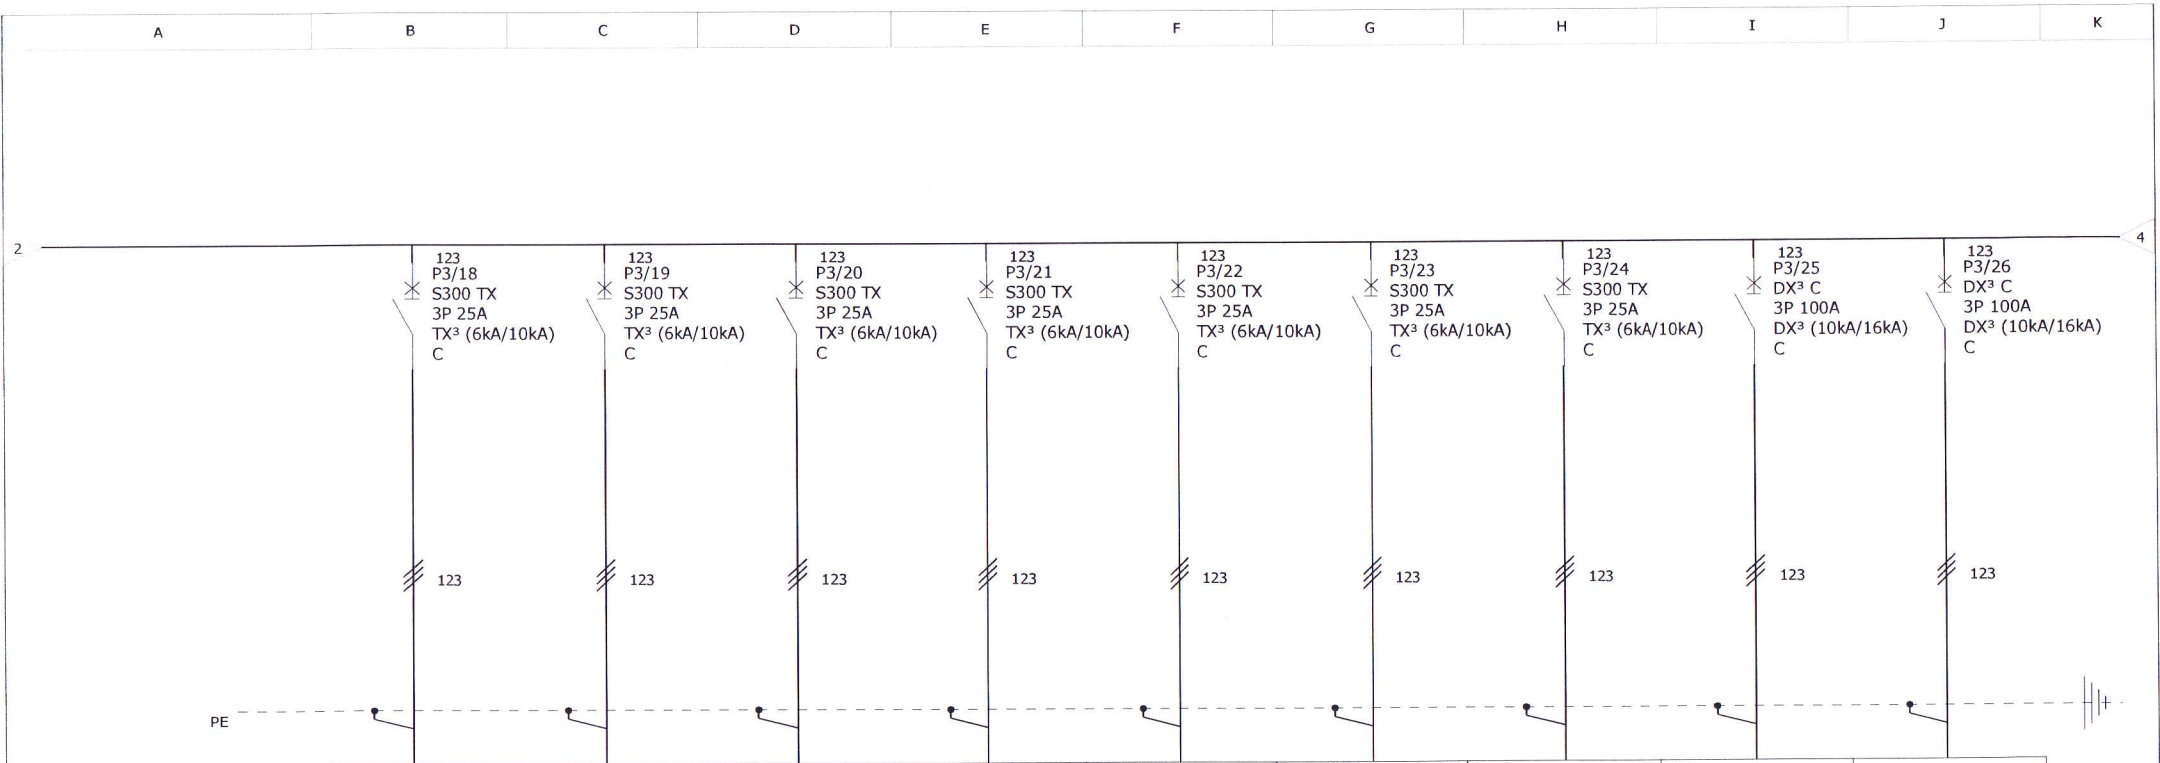 A B C D E F G H I J K
2
4
123
P3/18
S300 TX
3P 25A
TX³ (6kA/10kA)
C
123
P3/19
S300 TX
3P 25A
TX³ (6kA/10kA)
C
123
P3/20
S300 TX
3P 25A
TX³ (6kA/10kA)
C
123
P3/21
S300 TX
3P 25A
TX³ (6kA/10kA)
C
123
P3/22
S300 TX
3P 25A
TX³ (6kA/10kA)
C
123
P3/23
S300 TX
3P 25A
TX³ (6kA/10kA)
C
123
P3/24
S300 TX
3P 25A
TX³ (6kA/10kA)
C
123
P3/25
DX³ C
3P 100A
DX³ (10kA/16kA)
C
123
P3/26
DX³ C
3P 100A
DX³ (10kA/16kA)
C
123 123 123 123 123 123 123 123 123
PE